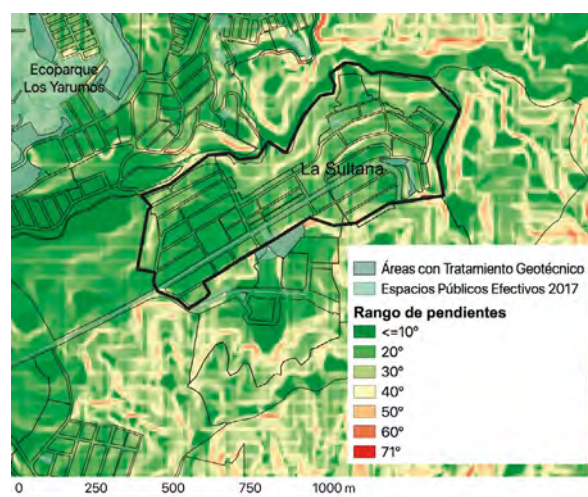 Ecoparque
Los Yarumos
La Sultana
Áreas con Tratamiento Geotécnico
Espacios Públicos Efectivos 2017
Rango de pendientes
<=10°
20°
30°
40°
50°
60°
71°
0 250 500 750 1000 m